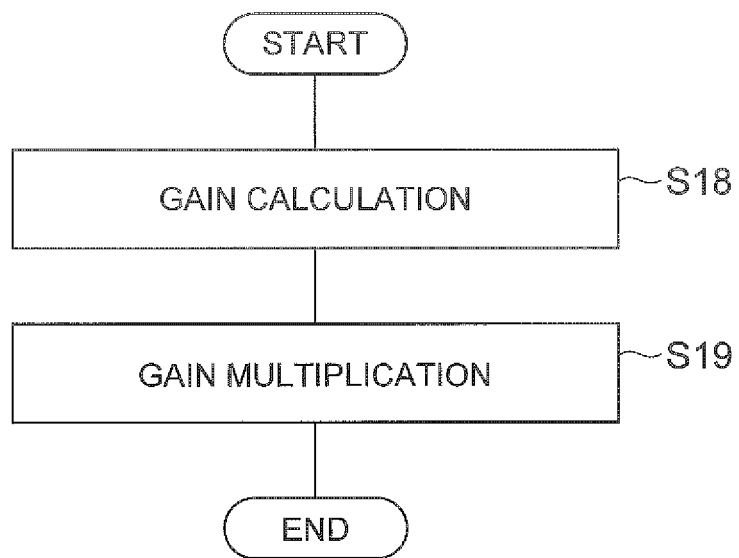 START
GAIN CALCULATION
S18
GAIN MULTIPLICATION
S19
END